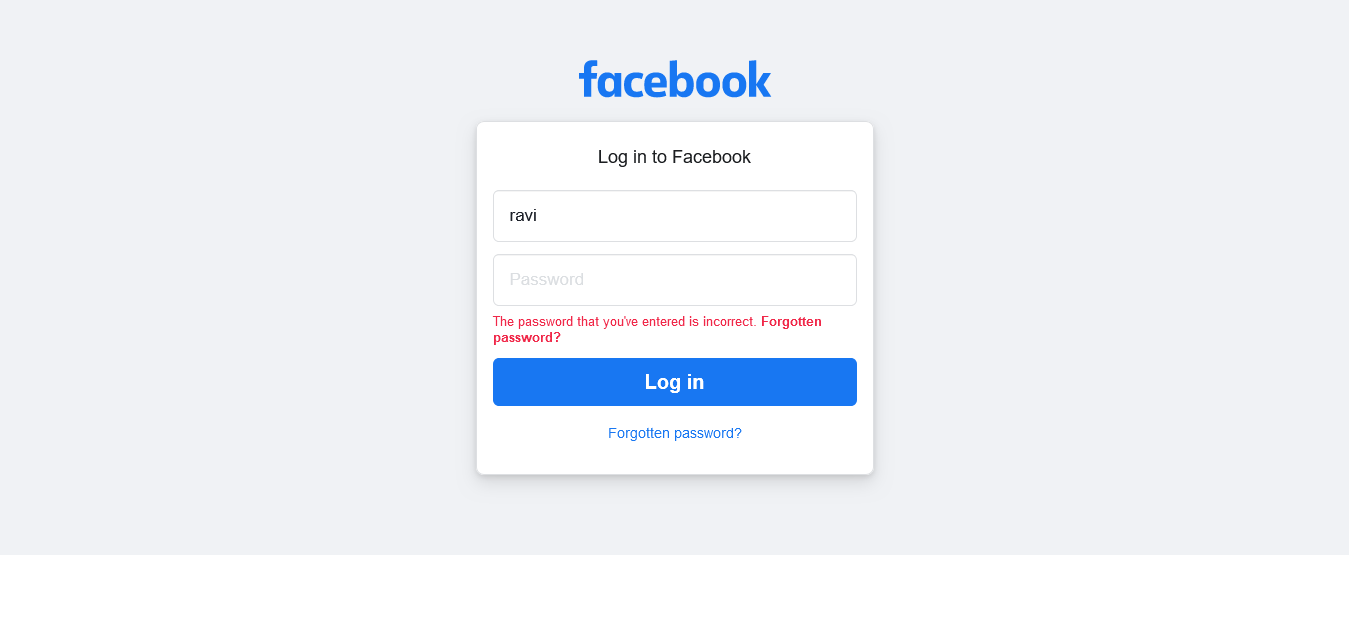 facebook
Log in to Facebook
ravi
Password
The password that you've entered is incorrect. Forgotten
password?
Log in
Forgotten password?